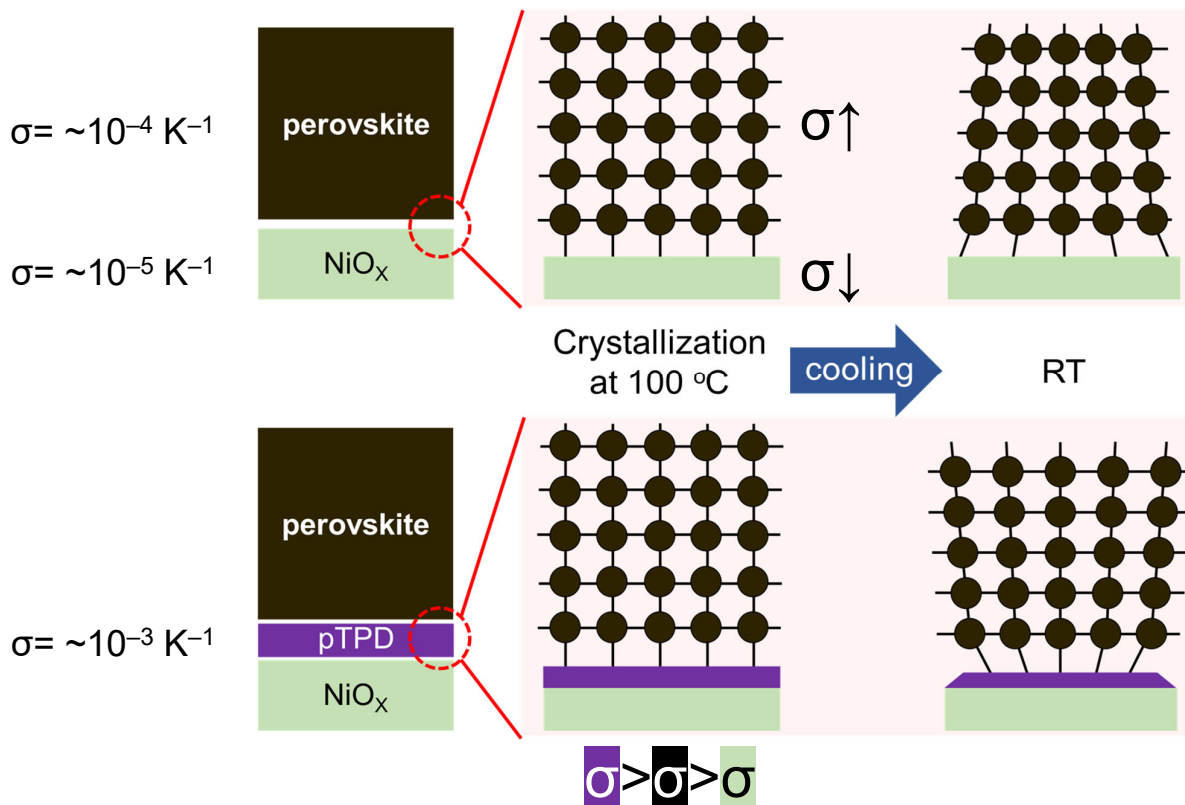 perovskite
σ= ~10⁻⁴ K⁻¹
σ↑
NiOX
σ= ~10⁻⁵ K⁻¹
σ↓
Crystallization
at 100 ᵒC
cooling
RT
perovskite
pTPD
σ= ~10⁻³ K⁻¹
NiOX
σ>σ>σ